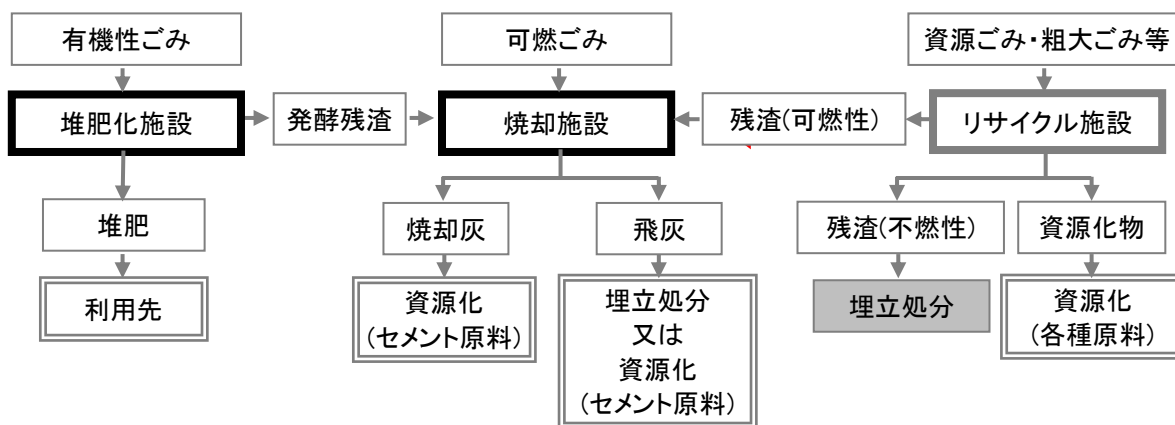 有機性ごみ
可燃ごみ
資源ごみ・粗大ごみ等
堆肥化施設
発酵残渣
焼却施設
残渣(可燃性)
リサイクル施設
堆肥
焼却灰
飛灰
残渣(不燃性)
資源化物
利用先
資源化
(セメント原料)
埋立処分
又は
資源化
(セメント原料)
埋立処分
資源化
(各種原料)